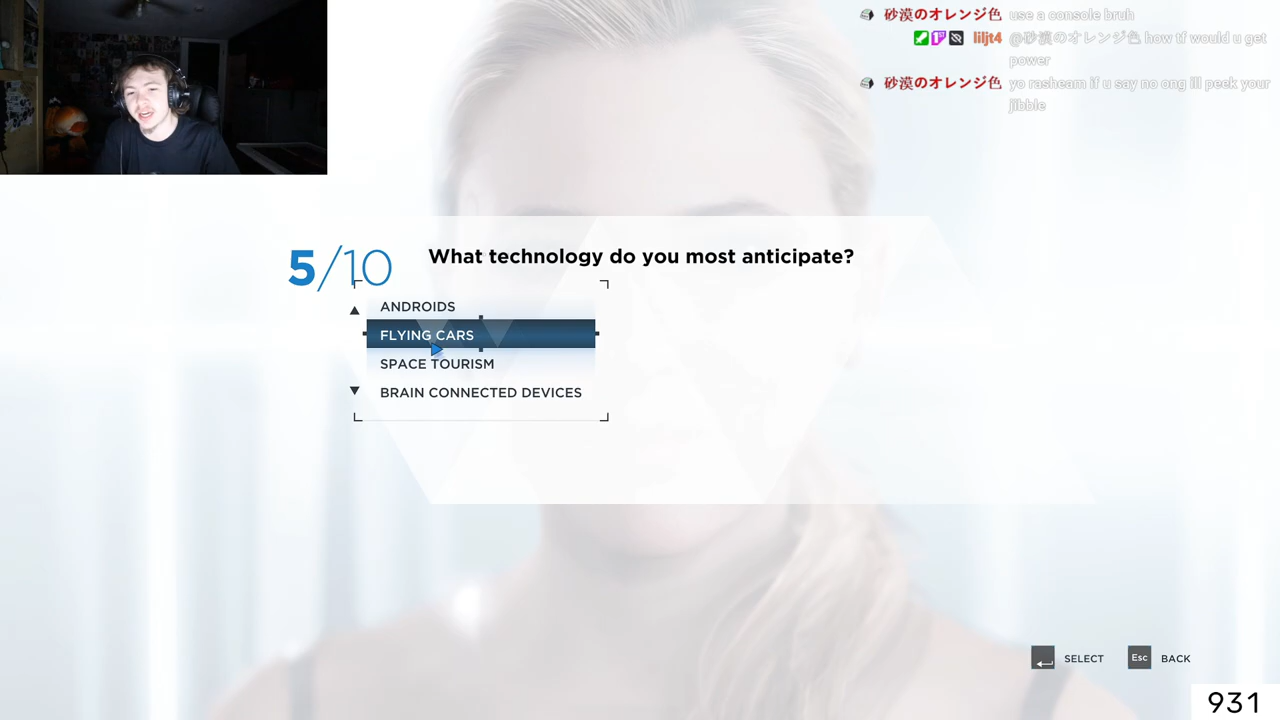 砂漠のオレンジ色 use a console bruh
liljt4 @砂漠のオレンジ色 how tf would u get
power
砂漠のオレンジ色 yo rasheam if u say no ong ill peek your
jibble
5/10
What technology do you most anticipate?
ANDROIDS
FLYING CARS
SPACE TOURISM
BRAIN CONNECTED DEVICES
SELECT
Esc BACK
931